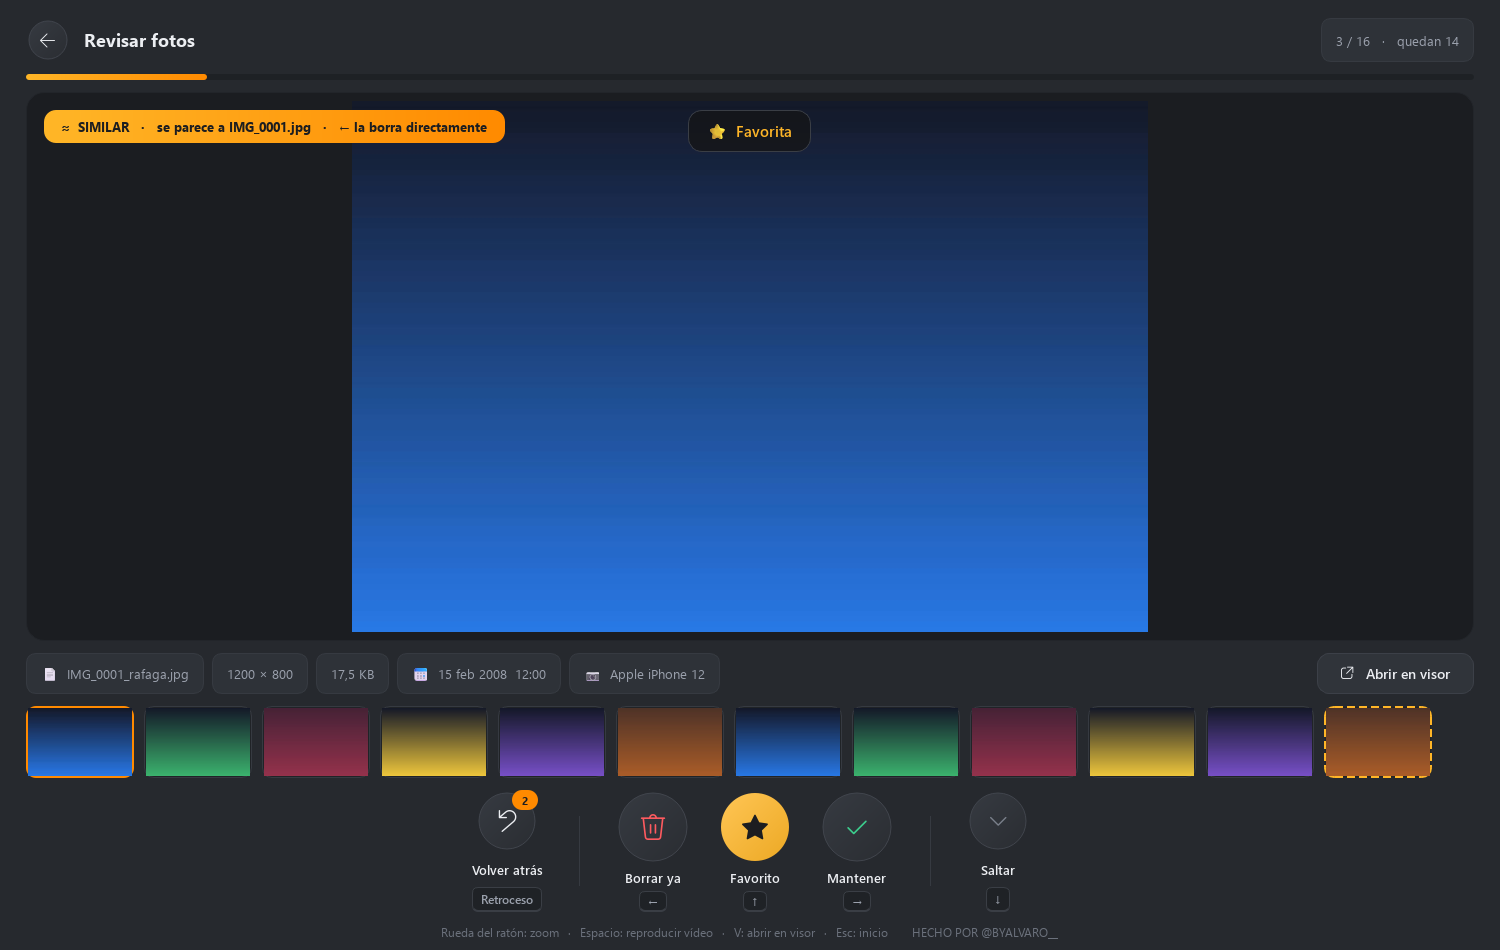 Revisar fotos
3 / 16 · quedan 14
≈ SIMILAR · se parece a IMG_0001.jpg · ← la borra directamente
Favorita
IMG_0001_rafaga.jpg
1200 × 800
17,5 KB
15 feb 2008 12:00
Apple iPhone 12
Abrir en visor
2
Volver atrás
Borrar ya
Favorito
Mantener
Saltar
Retroceso
←
↑
→
↓
Rueda del ratón: zoom · Espacio: reproducir vídeo · V: abrir en visor · Esc: inicio HECHO POR @BYALVARO__